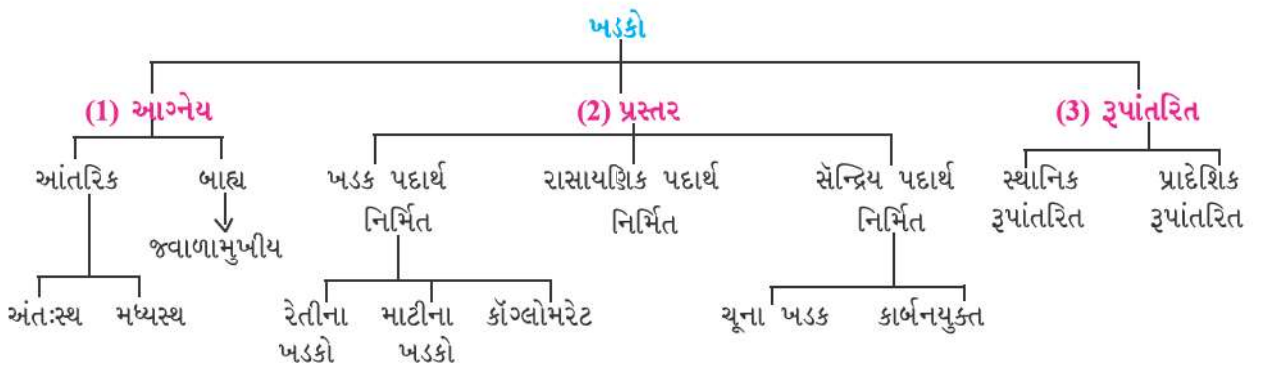 ખડકો
(1) આગ્નેય
(2) પ્રસ્તર
(3) રૂપાંતરિત
આંતરિક
બાહ્ય
ખડક પદાર્થ
નિર્મિત
રાસાયણિક પદાર્થ
નિર્મિત
સૅન્દ્રિય પદાર્થ
નિર્મિત
સ્થાનિક
રૂપાંતરિત
પ્રાદેશિક
રૂપાંતરિત
જ્વાળામુખીય
અંતઃસ્થ
મધ્યસ્થ
રેતીના
ખડકો
માટીના
ખડકો
કૉંગ્લોમરેટ
ચૂના ખડક
કાર્બનયુક્ત